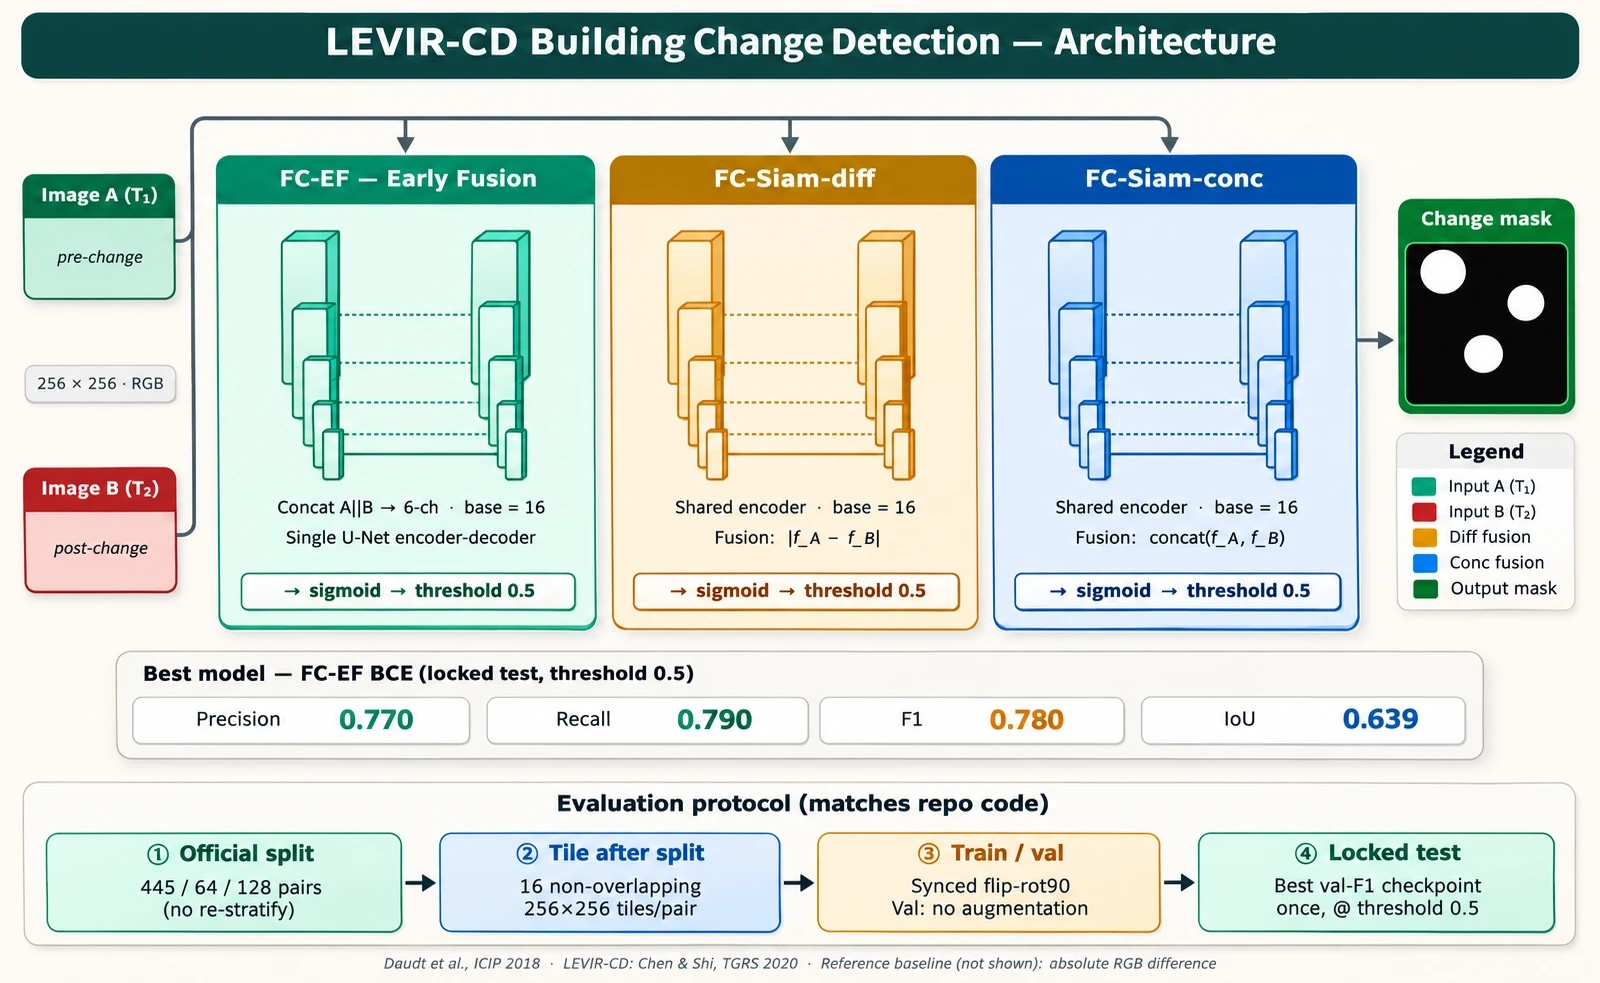 LEVIR-CD Building Change Detection — Architecture
Image A (T₁)
pre-change
256 × 256 · RGB
Image B (T₂)
post-change
FC-EF — Early Fusion
Concat A||B → 6-ch · base = 16
Single U-Net encoder-decoder
→ sigmoid → threshold 0.5
FC-Siam-diff
Shared encoder · base = 16
Fusion: |f_A − f_B|
→ sigmoid → threshold 0.5
FC-Siam-conc
Shared encoder · base = 16
Fusion: concat(f_A, f_B)
→ sigmoid → threshold 0.5
Change mask
Legend
Input A (T₁)
Input B (T₂)
Diff fusion
Conc fusion
Output mask
Best model — FC-EF BCE (locked test, threshold 0.5)
Precision 0.770
Recall 0.790
F1 0.780
IoU 0.639
Evaluation protocol (matches repo code)
① Official split
445 / 64 / 128 pairs
(no re-stratify)
② Tile after split
16 non-overlapping
256×256 tiles/pair
③ Train / val
Synced flip-rot90
Val: no augmentation
④ Locked test
Best val-F1 checkpoint
once, @ threshold 0.5
Daudt et al., ICIP 2018 · LEVIR-CD: Chen & Shi, TGRS 2020 · Reference baseline (not shown): absolute RGB difference